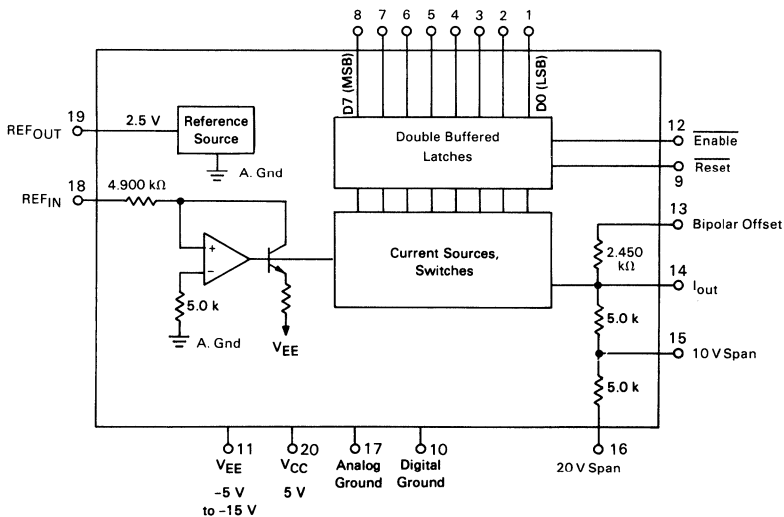 8 7 6 5 4 3 2 1
D7 (MSB)
D0 (LSB)
19
REFOUT
2.5 V
Reference
Source
A. Gnd
Double Buffered
Latches
12
Enable
Reset
9
18
REFIN
4.900 kΩ
13
Bipolar Offset
+
−
Current Sources,
Switches
2.450
kΩ
14
Iout
5.0 k
A. Gnd
VEE
5.0 k
15
10 V Span
5.0 k
11
VEE
−5 V
to −15 V
20
VCC
5 V
17
Analog
Ground
10
Digital
Ground
16
20 V Span